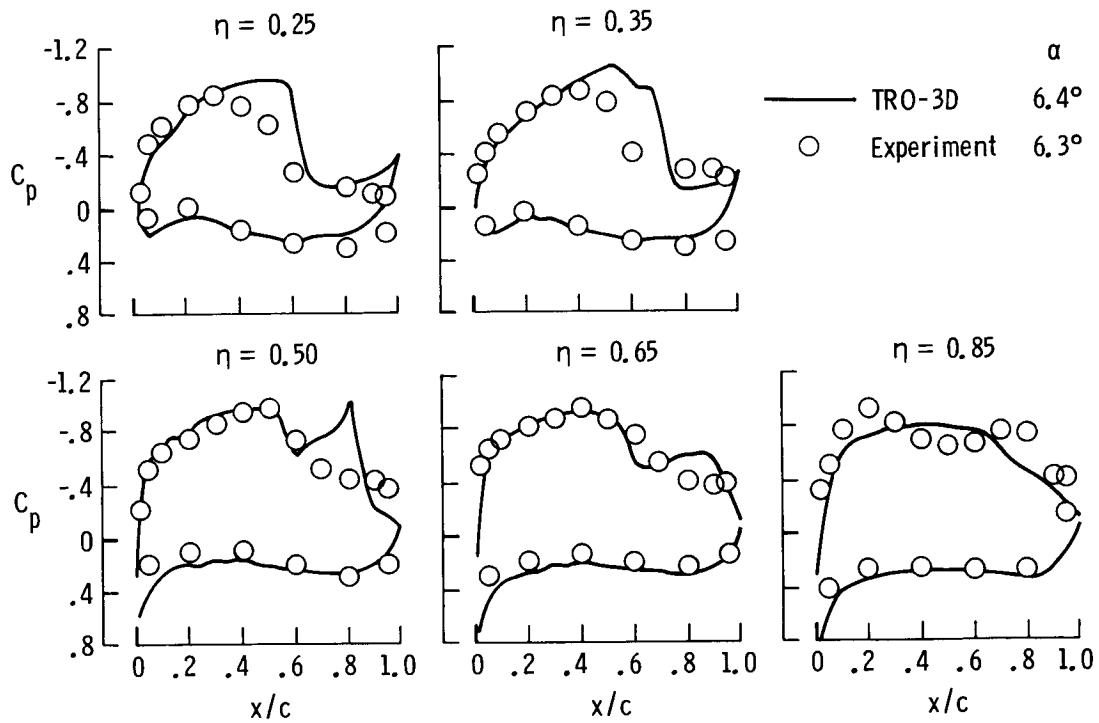 η = 0.25
η = 0.35
-1.2
-.8
-.4
0
.4
.8
C_p
α
TRO-3D 6.4°
Experiment 6.3°
η = 0.50
η = 0.65
η = 0.85
-1.2
-.8
-.4
0
.4
.8
C_p
0 .2 .4 .6 .8 1.0
0 .2 .4 .6 .8 1.0
0 .2 .4 .6 .8 1.0
x/c
x/c
x/c